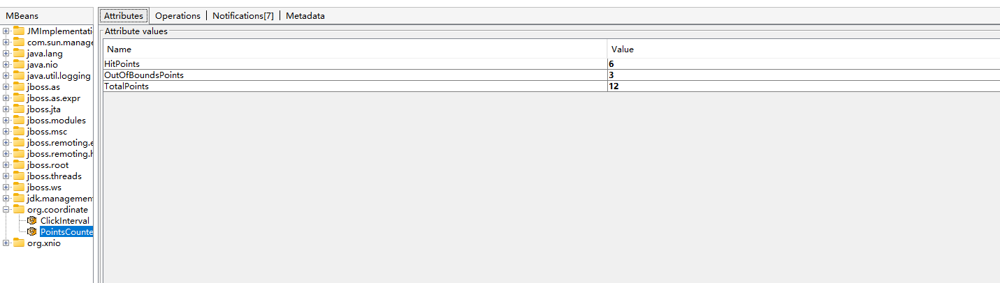 MBeans
JMImplementati
com.sun.manage
java.lang
java.nio
java.util.logging
jboss.as
jboss.as.expr
jboss.jta
jboss.modules
jboss.msc
jboss.remoting.e
jboss.remoting.h
jboss.root
jboss.threads
jboss.ws
jdk.management
org.coordinate
ClickInterval
PointsCounte
org.xnio
Attributes Operations Notifications[7] Metadata
Attribute values
Name Value
HitPoints 6
OutOfBoundsPoints 3
TotalPoints 12